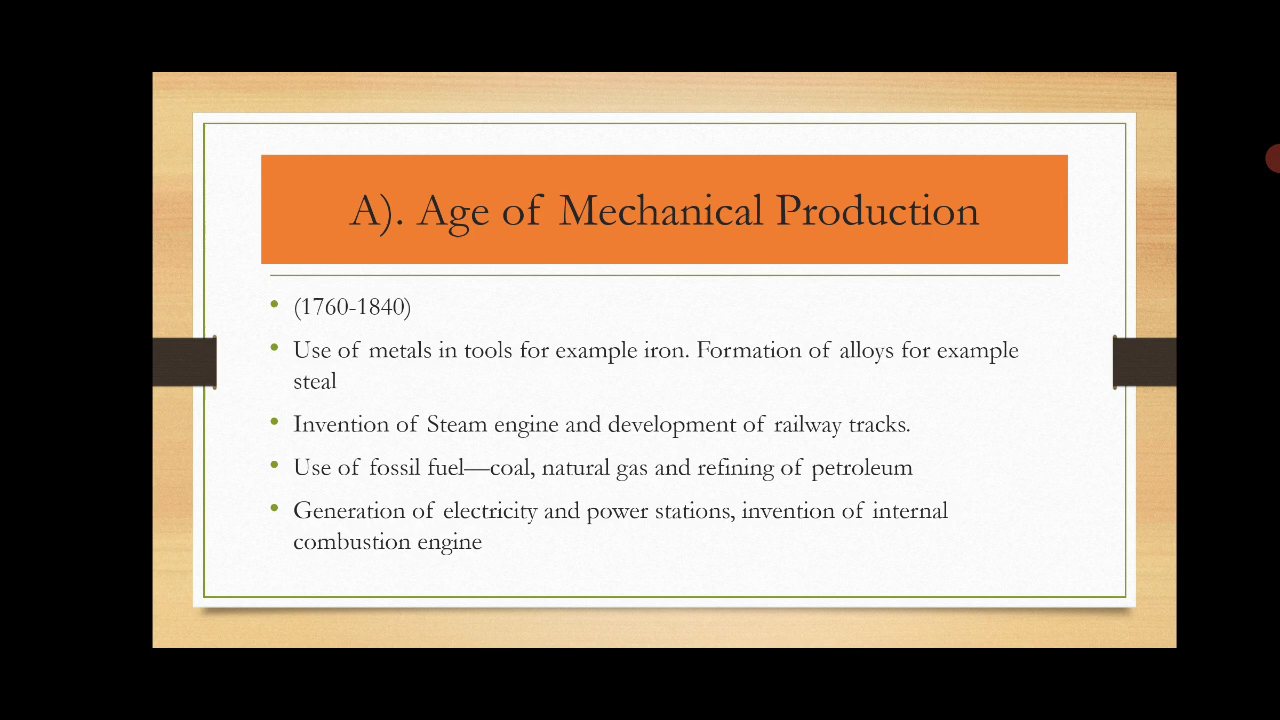 A). Age of Mechanical Production
(1760-1840)
Use of metals in tools for example iron. Formation of alloys for example
steal
Invention of Steam engine and development of railway tracks.
Use of fossil fuel—coal, natural gas and refining of petroleum
Generation of electricity and power stations, invention of internal
combustion engine